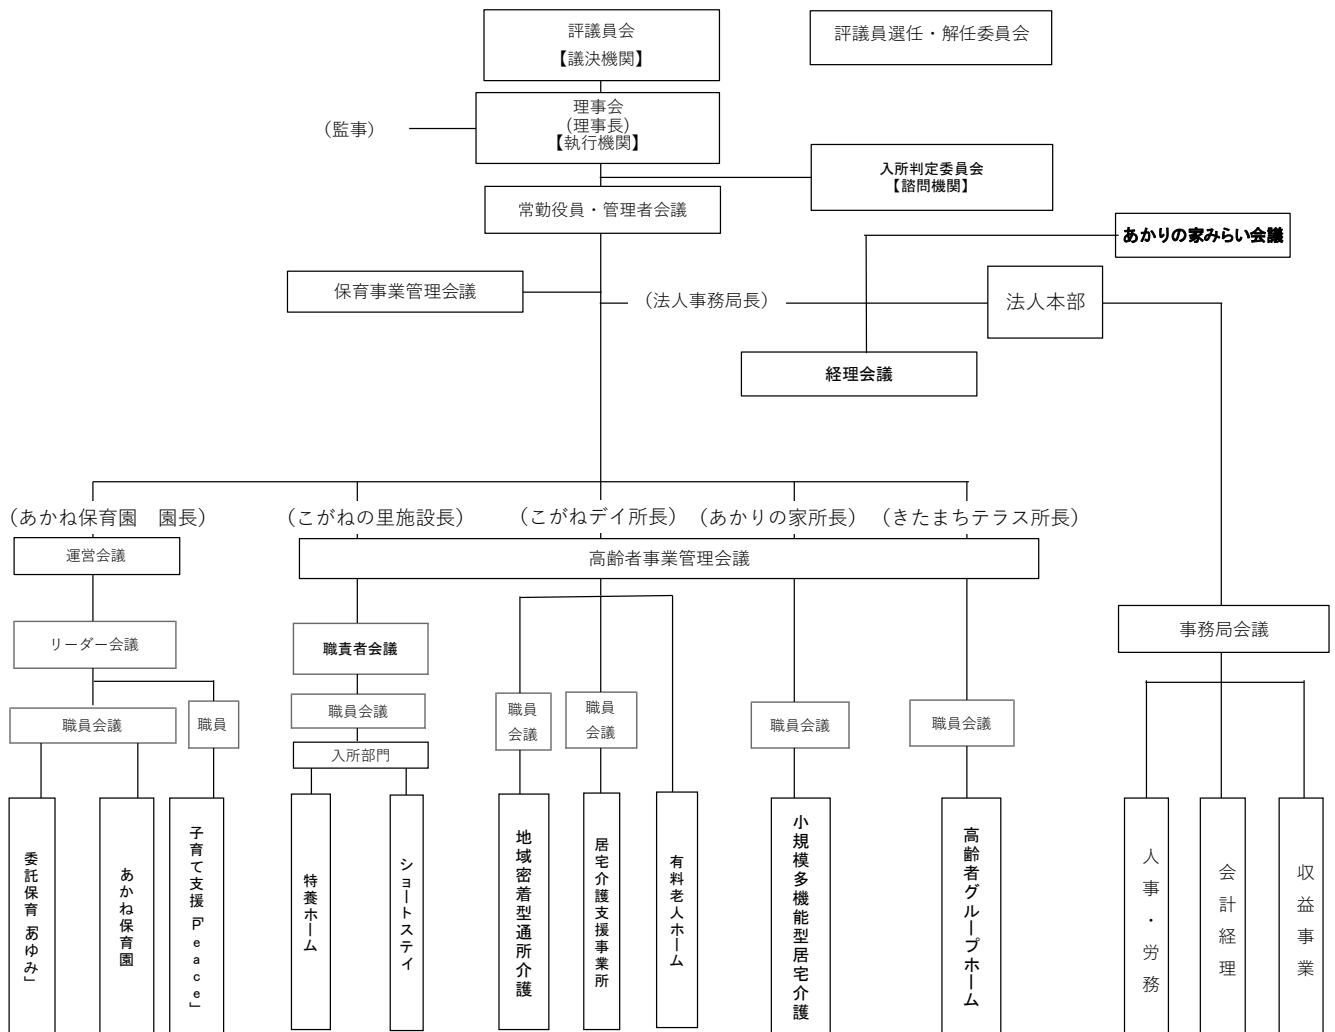 評議員会
【議決機関】
評議員選任・解任委員会
理事会
(理事長)
【執行機関】
（監事）
入所判定委員会
【諮問機関】
常勤役員・管理者会議
あかりの家みらい会議
保育事業管理会議
（法人事務局長）
法人本部
経理会議
（あかね保育園　園長）
（こがねの里施設長）
（こがねデイ所長）
（あかりの家所長）
（きたまちテラス所長）
運営会議
高齢者事業管理会議
リーダー会議
職責者会議
事務局会議
職員会議
職員
職員会議
入所部門
職員
会議
職員
会議
職員会議
職員会議
委託保育「あゆみ」
あかね保育園
子育て支援「Peace」
特養ホーム
ショートステイ
地域密着型通所介護
居宅介護支援事業所
有料老人ホーム
小規模多機能型居宅介護
高齢者グループホーム
人事・労務
会計経理
収益事業